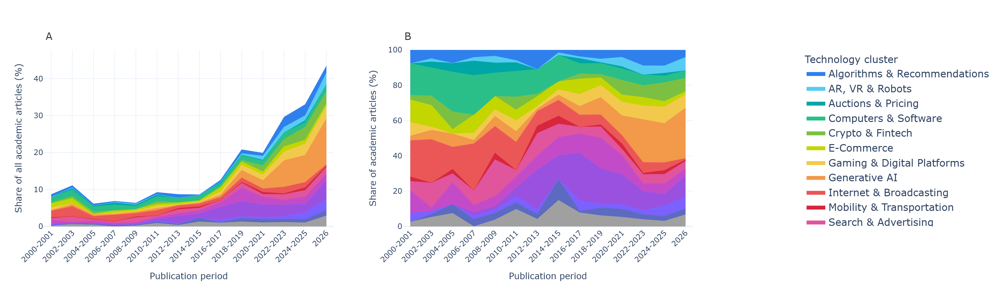 A
Share of all academic articles (%)
40
30
20
10
0
2000-2001
2002-2003
2004-2005
2006-2007
2008-2009
2010-2011
2012-2013
2014-2015
2016-2017
2018-2019
2020-2021
2022-2023
2024-2025
2026
Publication period
B
Share of academic articles (%)
100
80
60
40
20
0
2000-2001
2002-2003
2004-2005
2006-2007
2008-2009
2010-2011
2012-2013
2014-2015
2016-2017
2018-2019
2020-2021
2022-2023
2024-2025
2026
Publication period
Technology cluster
Algorithms & Recommendations
AR, VR & Robots
Auctions & Pricing
Computers & Software
Crypto & Fintech
E-Commerce
Gaming & Digital Platforms
Generative AI
Internet & Broadcasting
Mobility & Transportation
Search & Advertising